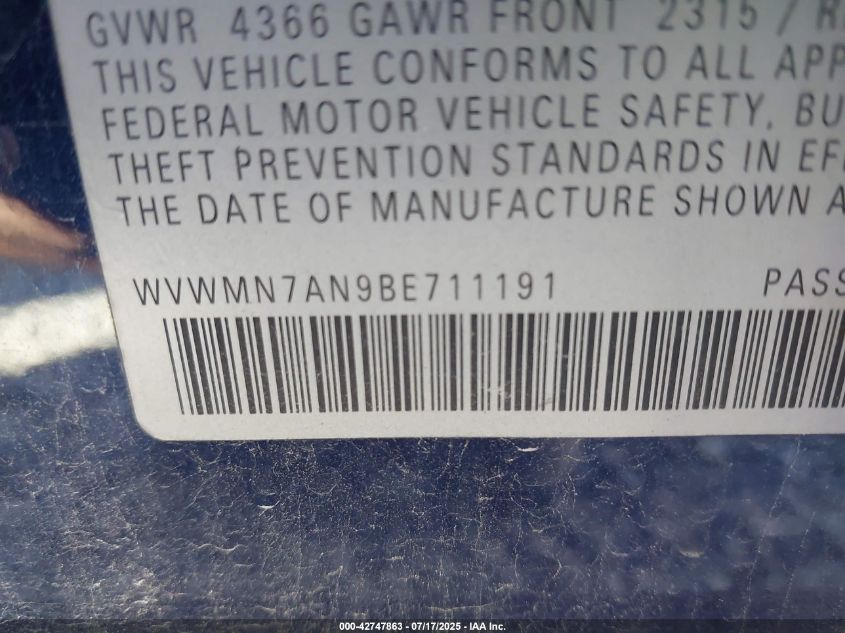 GVWR 4366 GAWR FRONT 2315 /
THIS VEHICLE CONFORMS TO ALL
FEDERAL MOTOR VEHICLE SAFETY,
THEFT PREVENTION STANDARDS IN
THE DATE OF MANUFACTURE SHOWN
WVWMN7AN9BE711191 PASS
000-42747863 - 07/17/2025 - IAA Inc.